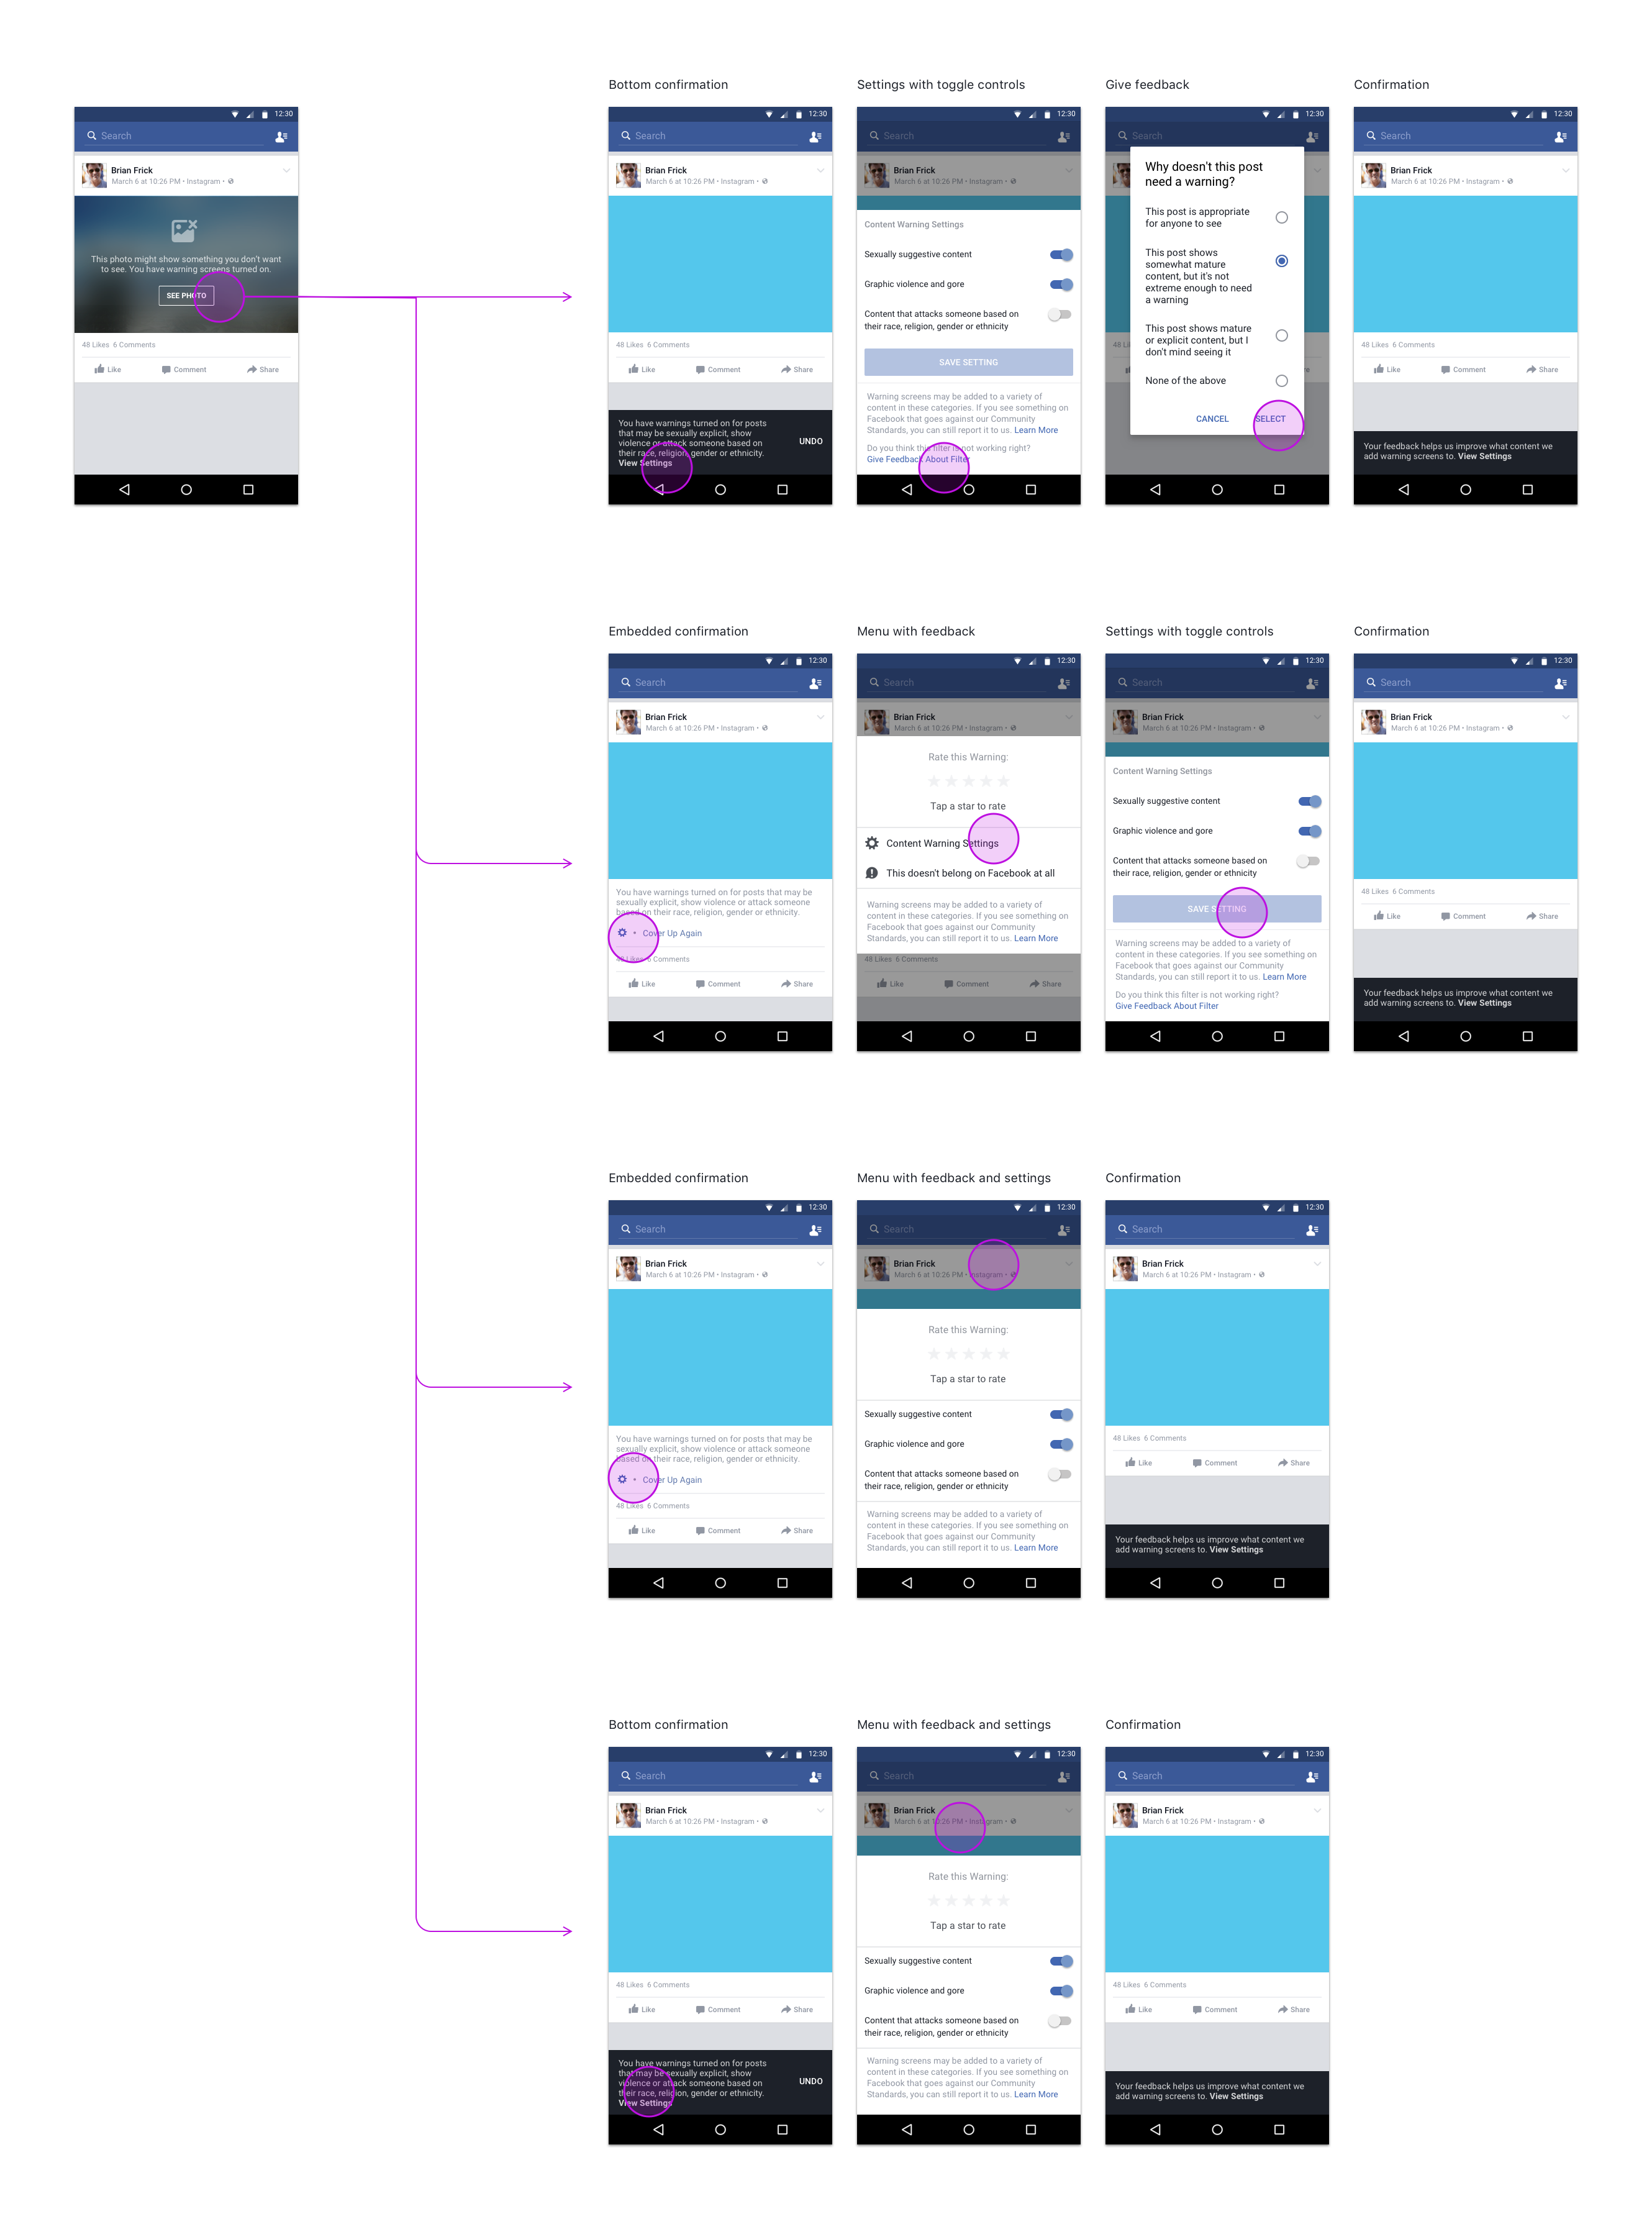 12:30
Search
Brian Frick
March 6 at 10:26 PM • Instagram •
This photo might show something you don't want
to see. You have warning screens turned on.
SEE PHOTO
48 Likes 6 Comments
Like Comment Share
Bottom confirmation
12:30
Search
Brian Frick
March 6 at 10:26 PM • Instagram •
48 Likes 6 Comments
Like Comment Share
You have warnings turned on for posts
that may be sexually explicit, show
violence or attack someone based on
their race, religion, gender or ethnicity.
View Settings
UNDO
Settings with toggle controls
12:30
Search
Brian Frick
March 6 at 10:26 PM • Instagram •
Content Warning Settings
Sexually suggestive content
Graphic violence and gore
Content that attacks someone based on
their race, religion, gender or ethnicity
SAVE SETTING
Warning screens may be added to a variety of
content in these categories. If you see something on
Facebook that goes against our Community
Standards, you can still report it to us. Learn More
Do you think this filter is not working right?
Give Feedback About Filter
Give feedback
12:30
Search
Why doesn't this post
need a warning?
This post is appropriate
for anyone to see
This post shows
somewhat mature
content, but it's not
extreme enough to need
a warning
This post shows mature
or explicit content, but I
don't mind seeing it
None of the above
CANCEL SELECT
48 Li
re
Confirmation
12:30
Search
Brian Frick
March 6 at 10:26 PM • Instagram •
48 Likes 6 Comments
Like Comment Share
Your feedback helps us improve what content we
add warning screens to. View Settings
Embedded confirmation
12:30
Search
Brian Frick
March 6 at 10:26 PM • Instagram •
You have warnings turned on for posts that may be
sexually explicit, show violence or attack someone
based on their race, religion, gender or ethnicity.
• Cover Up Again
48 Likes 6 Comments
Like Comment Share
Menu with feedback
12:30
Search
Brian Frick
March 6 at 10:26 PM • Instagram •
Rate this Warning:
Tap a star to rate
Content Warning Settings
This doesn't belong on Facebook at all
Warning screens may be added to a variety of
content in these categories. If you see something on
Facebook that goes against our Community
Standards, you can still report it to us. Learn More
48 Likes 6 Comments
Like Comment Share
Settings with toggle controls
12:30
Search
Brian Frick
March 6 at 10:26 PM • Instagram •
Content Warning Settings
Sexually suggestive content
Graphic violence and gore
Content that attacks someone based on
their race, religion, gender or ethnicity
SAVE SETTING
Warning screens may be added to a variety of
content in these categories. If you see something on
Facebook that goes against our Community
Standards, you can still report it to us. Learn More
Do you think this filter is not working right?
Give Feedback About Filter
Confirmation
12:30
Search
Brian Frick
March 6 at 10:26 PM • Instagram •
48 Likes 6 Comments
Like Comment Share
Your feedback helps us improve what content we
add warning screens to. View Settings
Embedded confirmation
12:30
Search
Brian Frick
March 6 at 10:26 PM • Instagram •
You have warnings turned on for posts that may be
sexually explicit, show violence or attack someone
based on their race, religion, gender or ethnicity.
• Cover Up Again
48 Likes 6 Comments
Like Comment Share
Menu with feedback and settings
12:30
Search
Brian Frick
March 6 at 10:26 PM • Instagram •
Rate this Warning:
Tap a star to rate
Sexually suggestive content
Graphic violence and gore
Content that attacks someone based on
their race, religion, gender or ethnicity
Warning screens may be added to a variety of
content in these categories. If you see something on
Facebook that goes against our Community
Standards, you can still report it to us. Learn More
Confirmation
12:30
Search
Brian Frick
March 6 at 10:26 PM • Instagram •
48 Likes 6 Comments
Like Comment Share
Your feedback helps us improve what content we
add warning screens to. View Settings
Bottom confirmation
12:30
Search
Brian Frick
March 6 at 10:26 PM • Instagram •
48 Likes 6 Comments
Like Comment Share
You have warnings turned on for posts
that may be sexually explicit, show
violence or attack someone based on
their race, religion, gender or ethnicity.
View Settings
UNDO
Menu with feedback and settings
12:30
Search
Brian Frick
March 6 at 10:26 PM • Instagram •
Rate this Warning:
Tap a star to rate
Sexually suggestive content
Graphic violence and gore
Content that attacks someone based on
their race, religion, gender or ethnicity
Warning screens may be added to a variety of
content in these categories. If you see something on
Facebook that goes against our Community
Standards, you can still report it to us. Learn More
Confirmation
12:30
Search
Brian Frick
March 6 at 10:26 PM • Instagram •
48 Likes 6 Comments
Like Comment Share
Your feedback helps us improve what content we
add warning screens to. View Settings